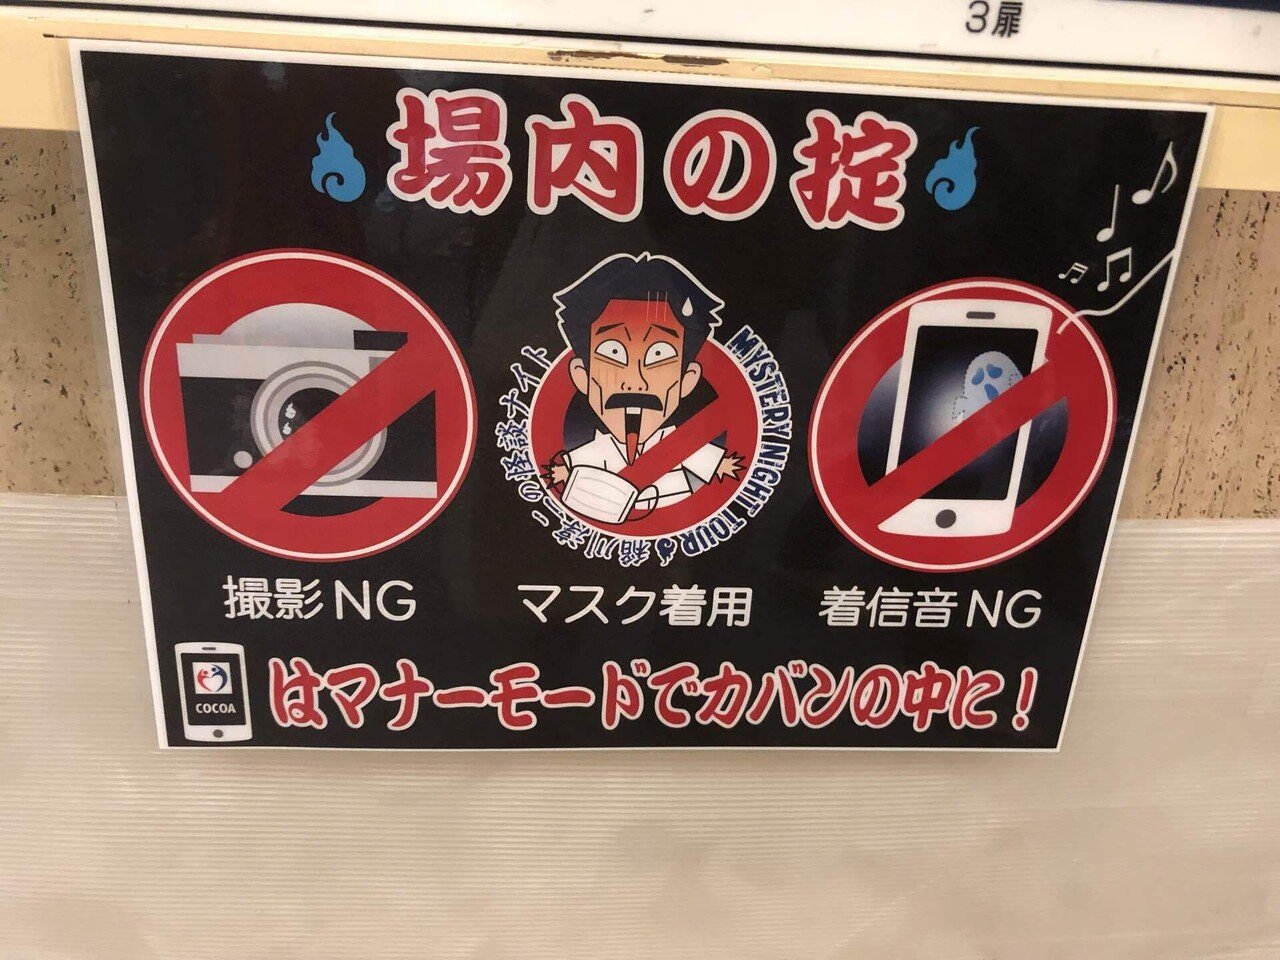 3扉
場内の掟
稲川淳二の怪談ナイト
MYSTERY NIGHT TOUR
撮影NG
マスク着用
着信音NG
COCOA
はマナーモードでカバンの中に!